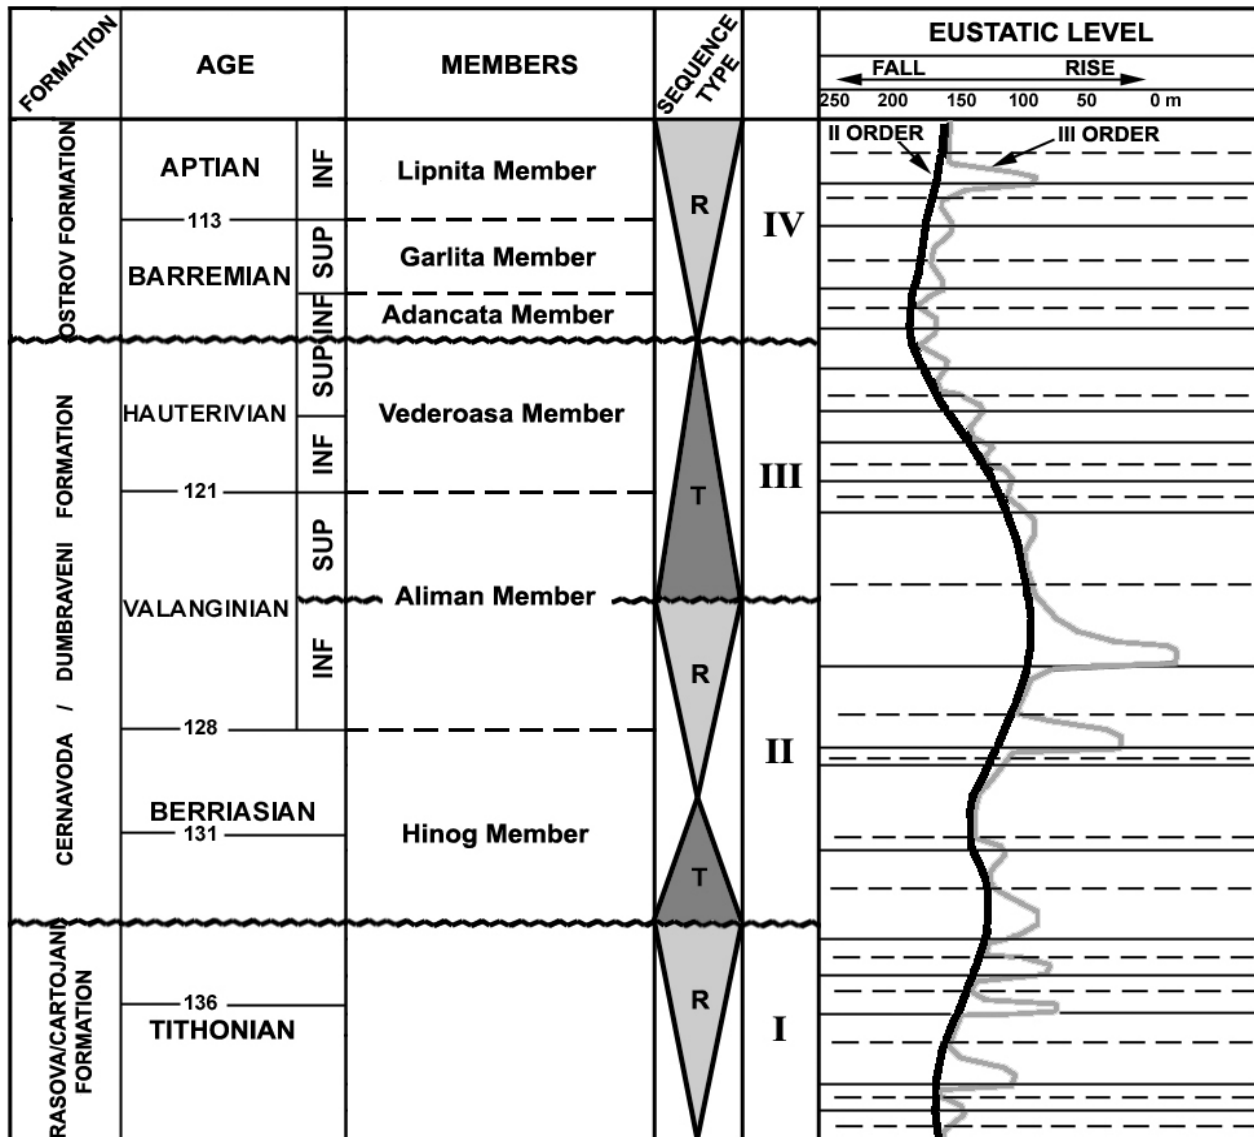 FORMATION
AGE
MEMBERS
SEQUENCE
TYPE
EUSTATIC LEVEL
FALL
RISE
250 200 150 100 50 0 m
II ORDER
III ORDER
OSTROV FORMATION
APTIAN
INF
Lipnita Member
R
IV
113
BARREMIAN
SUP
Garlita Member
INF
Adancata Member
CERNAVODA / DUMBRAVENI FORMATION
HAUTERIVIAN
SUP
INF
Vederoasa Member
T
III
121
VALANGINIAN
SUP
INF
Aliman Member
R
II
128
BERRIASIAN
131
Hinog Member
T
RASOVA/CARTOJANI
FORMATION
136
TITHONIAN
R
I